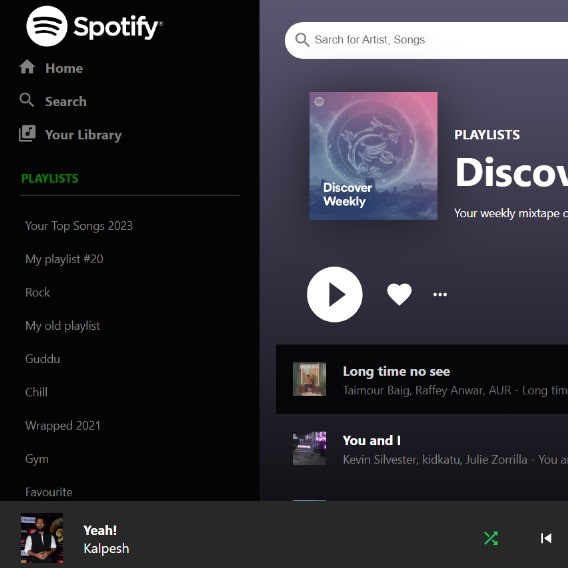 Spotify®
Home
Search
Your Library
PLAYLISTS
Your Top Songs 2023
My playlist #20
Rock
My old playlist
Guddu
Chill
Wrapped 2021
Gym
Favourite
Sarch for Artist, Songs
Discover
Weekly
PLAYLISTS
Discov
Your weekly mixtape o
Long time no see
Taimour Baig, Raffey Anwar, AUR - Long tim
You and I
Kevin Silvester, kidkatu, Julie Zorrilla - You a
Yeah!
Kalpesh